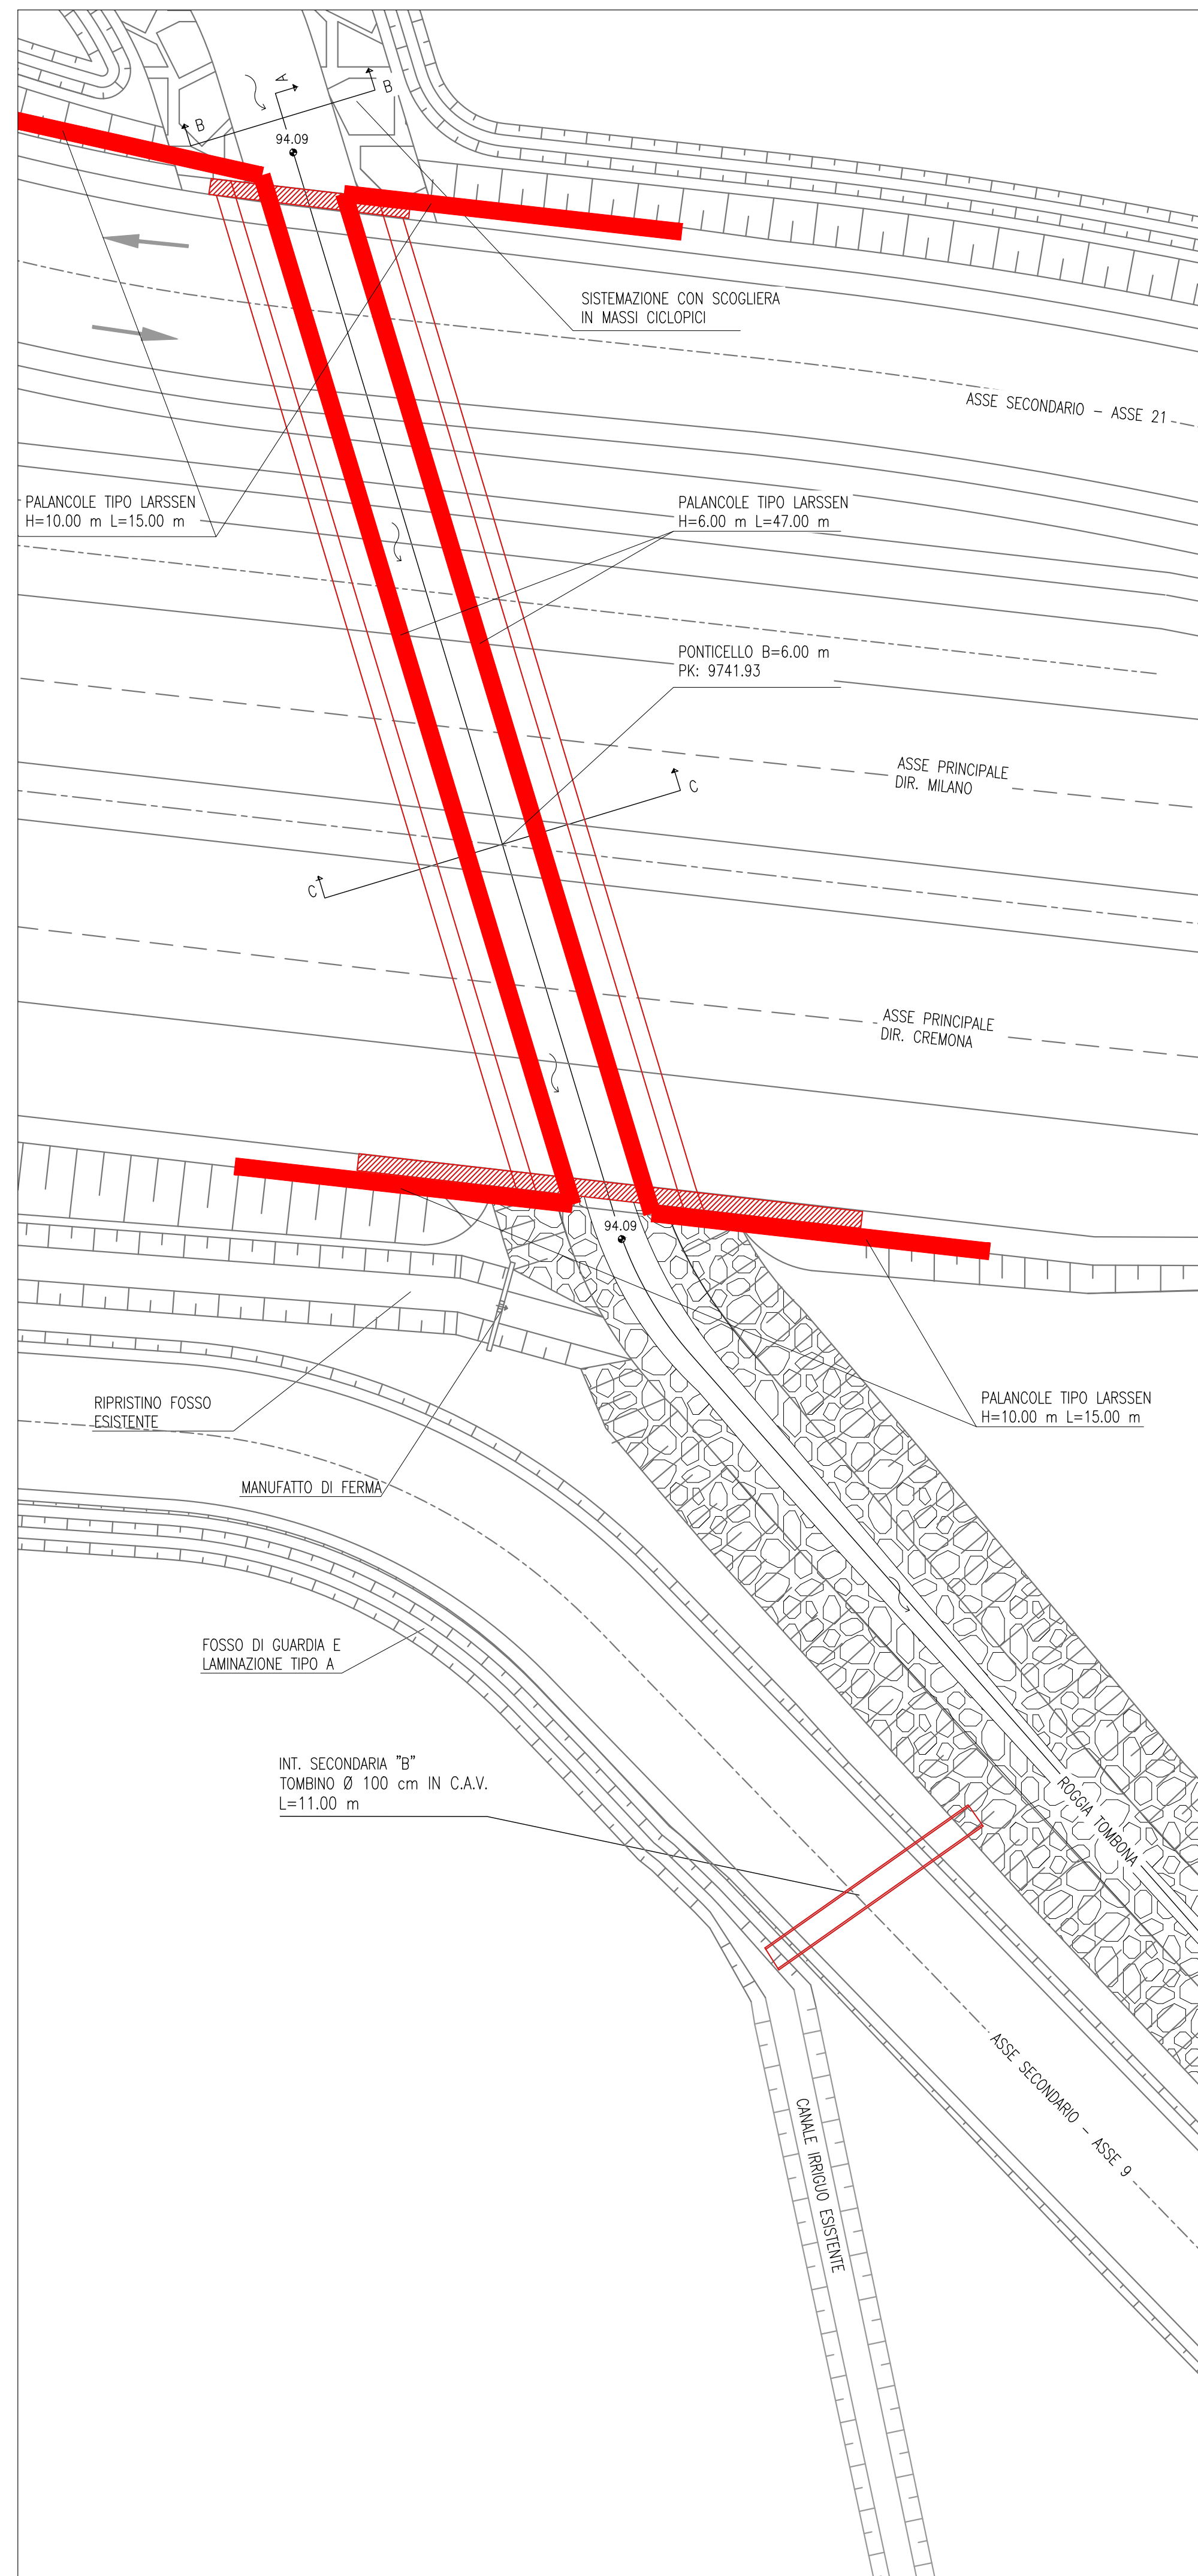 A
B
B
94.09
SISTEMAZIONE CON SCOGLIERA
IN MASSI CICLOPICI
ASSE SECONDARIO - ASSE 21
PALANCOLE TIPO LARSSEN
H=10.00 m L=15.00 m
PALANCOLE TIPO LARSSEN
H=6.00 m L=47.00 m
PONTICELLO B=6.00 m
PK: 9741.93
ASSE PRINCIPALE
DIR. MILANO
C
C
ASSE PRINCIPALE
DIR. CREMONA
94.09
PALANCOLE TIPO LARSSEN
H=10.00 m L=15.00 m
RIPRISTINO FOSSO
ESISTENTE
MANUFATTO DI FERMA
FOSSO DI GUARDIA E
LAMINAZIONE TIPO A
INT. SECONDARIA "B"
TOMBINO Ø 100 cm IN C.A.V.
L=11.00 m
ROGGIA TOMBONA
ASSE SECONDARIO - ASSE 9
CANALE IRRIGUO ESISTENTE